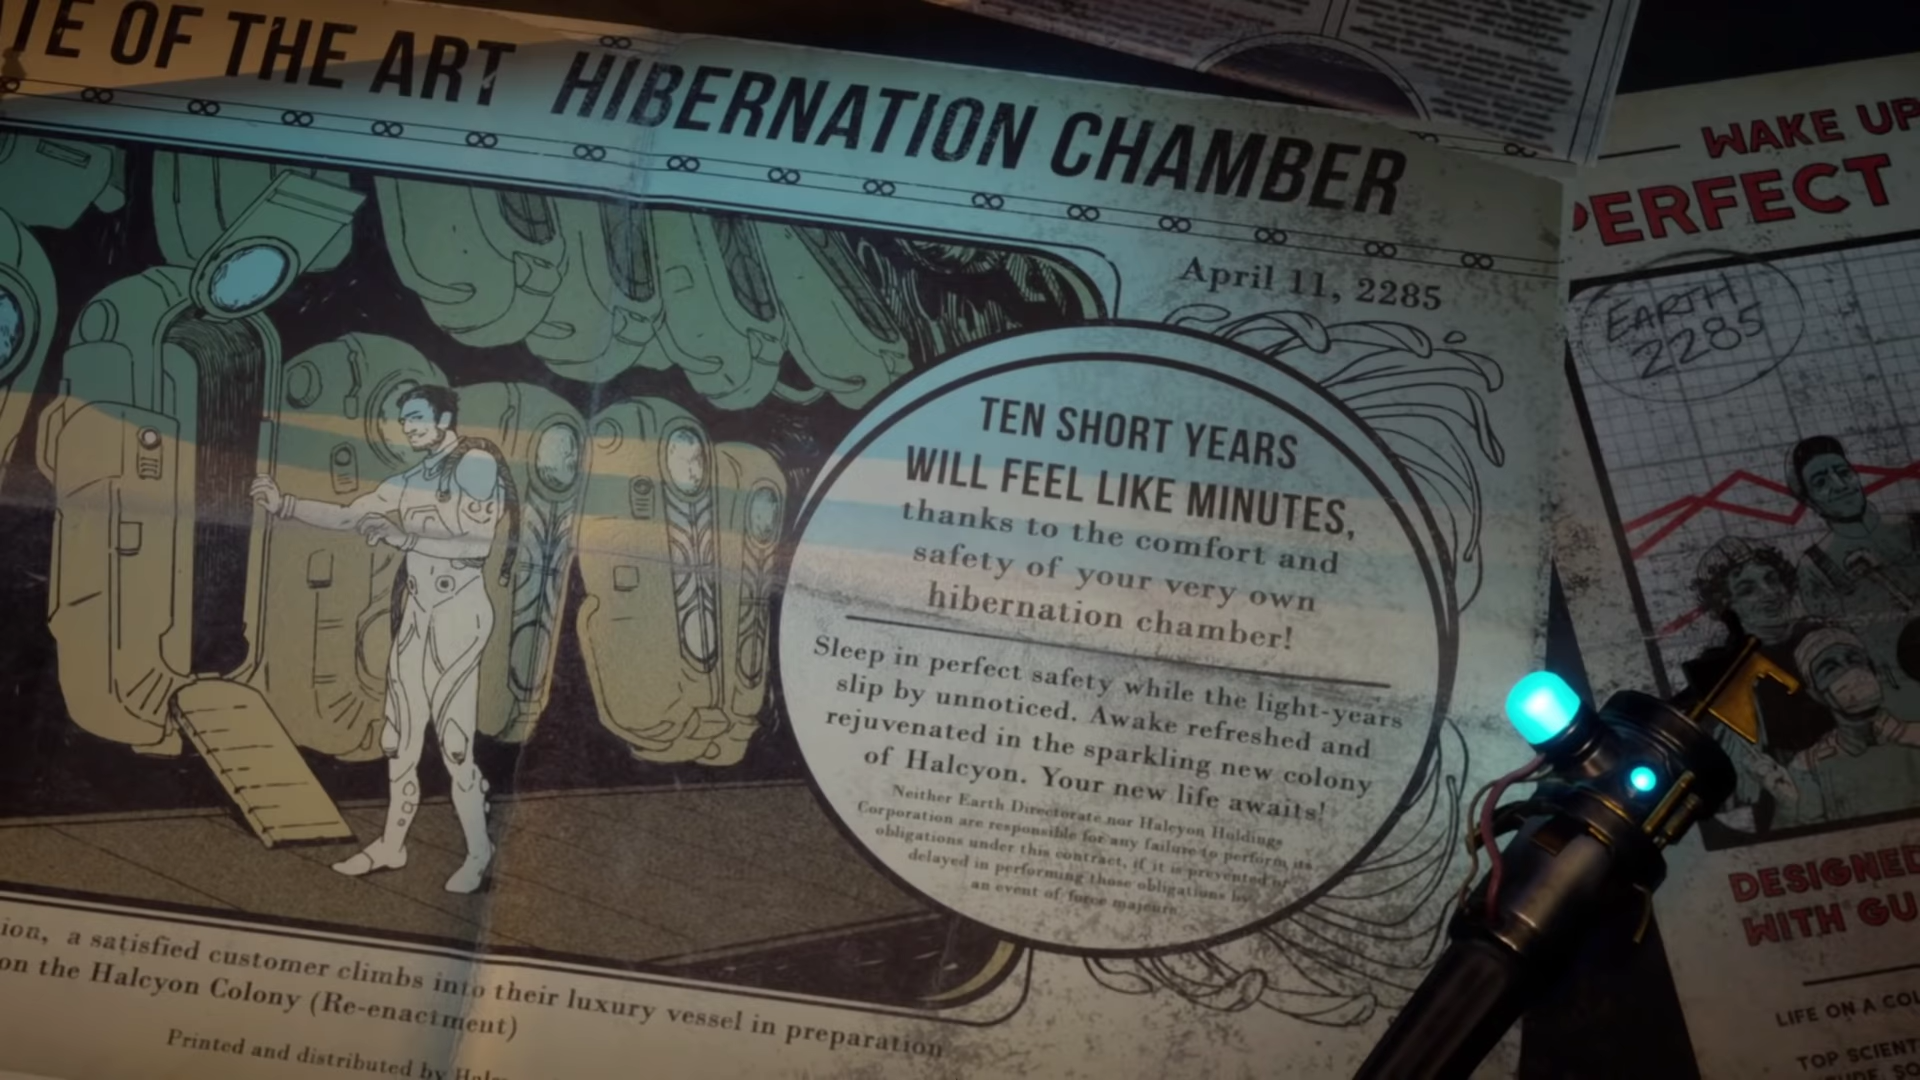 TE OF THE ART HIBERNATION CHAMBER
April 11, 2285
TEN SHORT YEARS
WILL FEEL LIKE MINUTES,
thanks to the comfort and
safety of your very own
hibernation chamber!
Sleep in perfect safety while the light-years
slip by unnoticed. Awake refreshed and
rejuvenated in the sparkling new colony
of Halcyon. Your new life awaits!
Neither Earth Directorate nor Halcyon Holdings
Corporation are responsible for any failure to perform its
obligations under this contract, if it is prevented or
delayed in performing those obligations by
an event of force majeure
ion, a satisfied customer climbs into their luxury vessel in preparation
on the Halcyon Colony (Re-enactment)
Printed and distributed by
WAKE UP
PERFECT
EARTH
2285
DESIGNED
WITH GU
LIFE ON A COL
TOP SCIENT